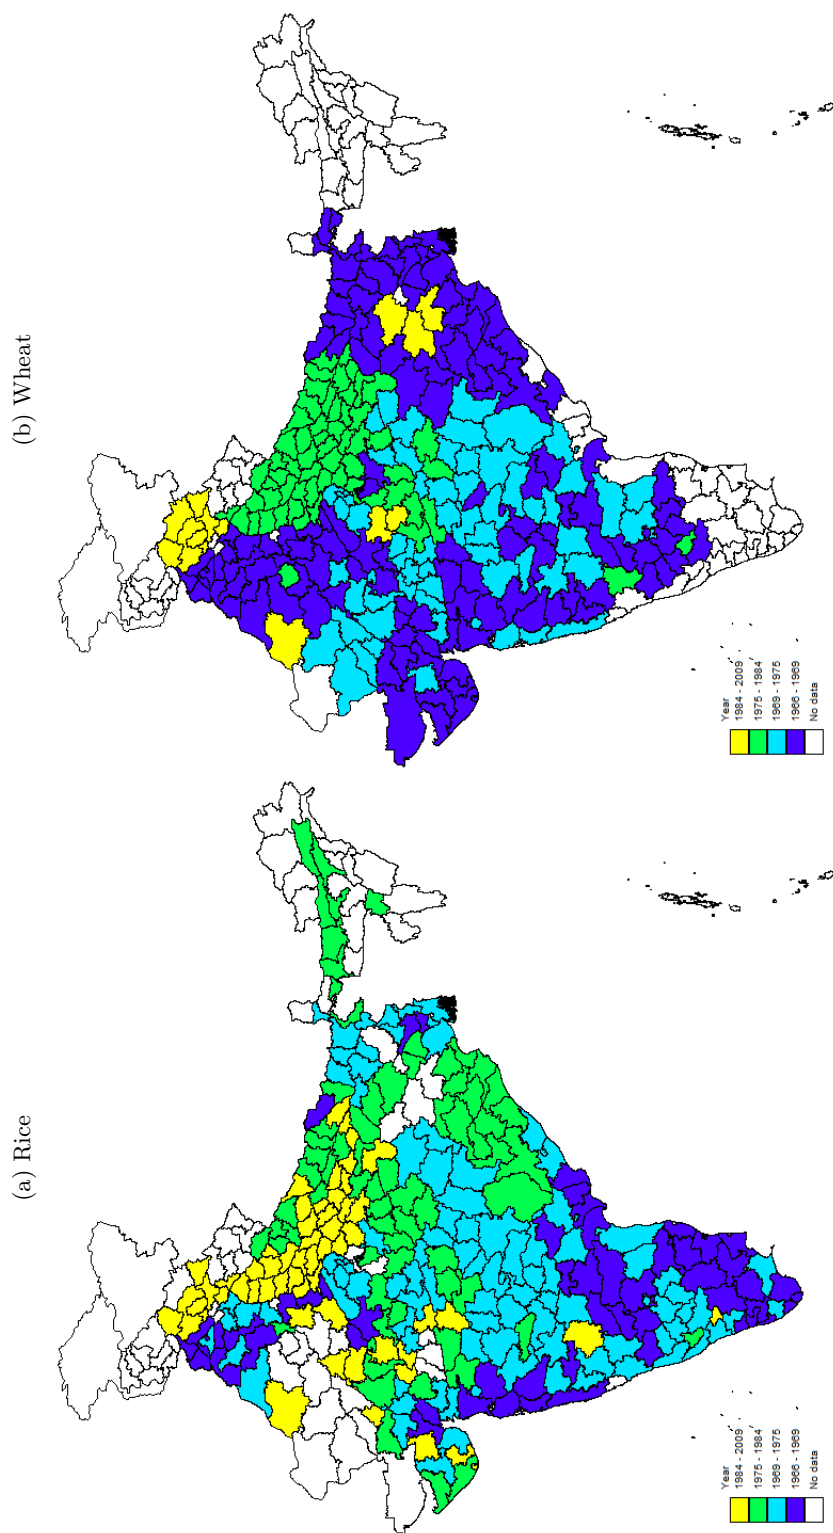 (a) Rice
Year
1984 - 2009
1975 - 1984
1969 - 1975
1966 - 1969
No data
(b) Wheat
Year
1984 - 2009
1975 - 1984
1969 - 1975
1966 - 1969
No data